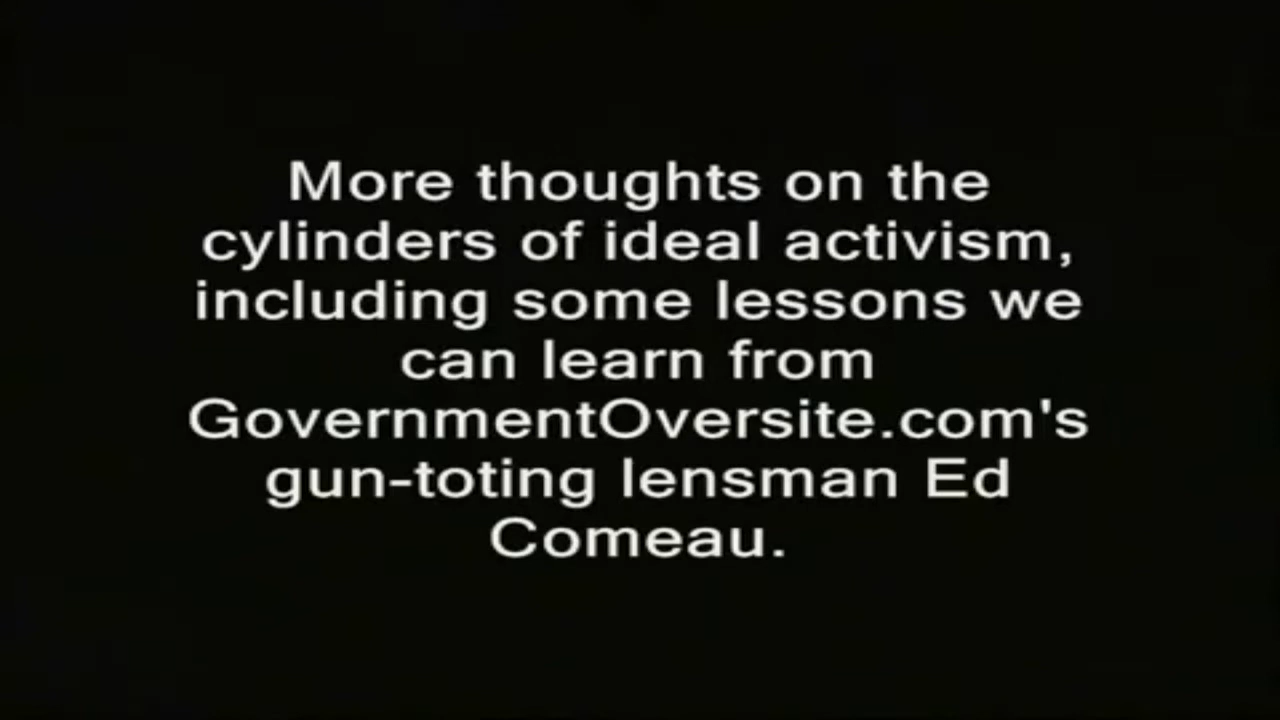 More thoughts on the
cylinders of ideal activism,
including some lessons we
can learn from
GovernmentOversite.com's
gun-toting lensman Ed
Comeau.